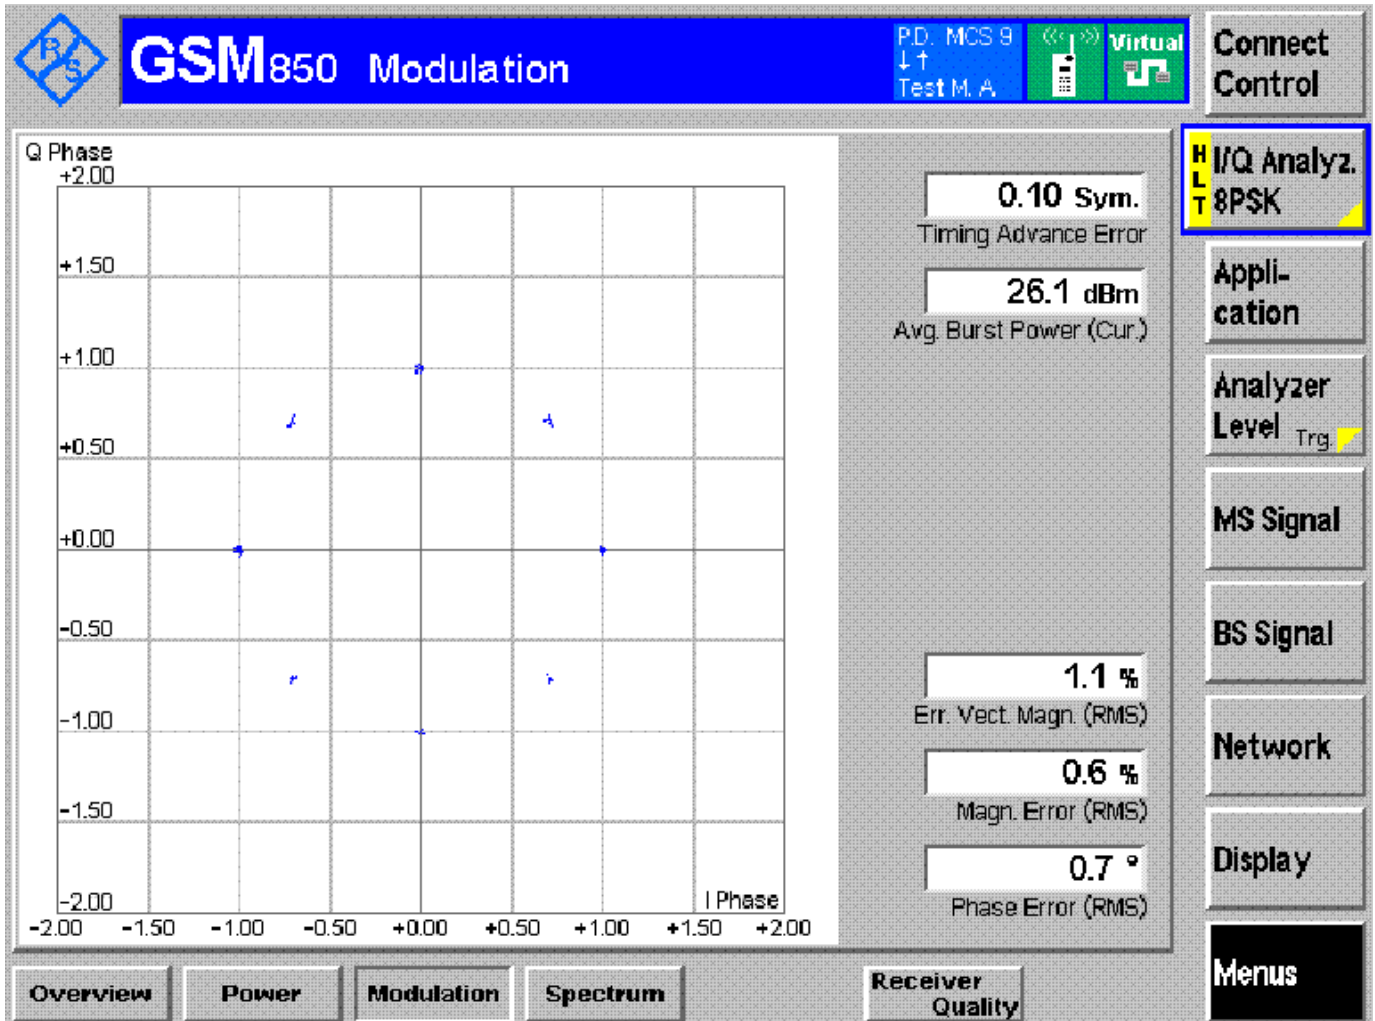 R/S
GSM850 Modulation
P.D. MCS 9
↓↑
Test M. A.
Virtual
Connect
Control
HLT
I/Q Analyz.
8PSK
Appli-
cation
Analyzer
Level Trg.
MS Signal
BS Signal
Network
Display
Menus
Q Phase
+2.00
+1.50
+1.00
+0.50
+0.00
-0.50
-1.00
-1.50
-2.00
I Phase
-2.00 -1.50 -1.00 -0.50 +0.00 +0.50 +1.00 +1.50 +2.00
0.10 Sym.
Timing Advance Error
26.1 dBm
Avg. Burst Power (Cur.)
1.1 %
Err. Vect. Magn. (RMS)
0.6 %
Magn. Error (RMS)
0.7 °
Phase Error (RMS)
Overview Power Modulation Spectrum
Receiver
Quality